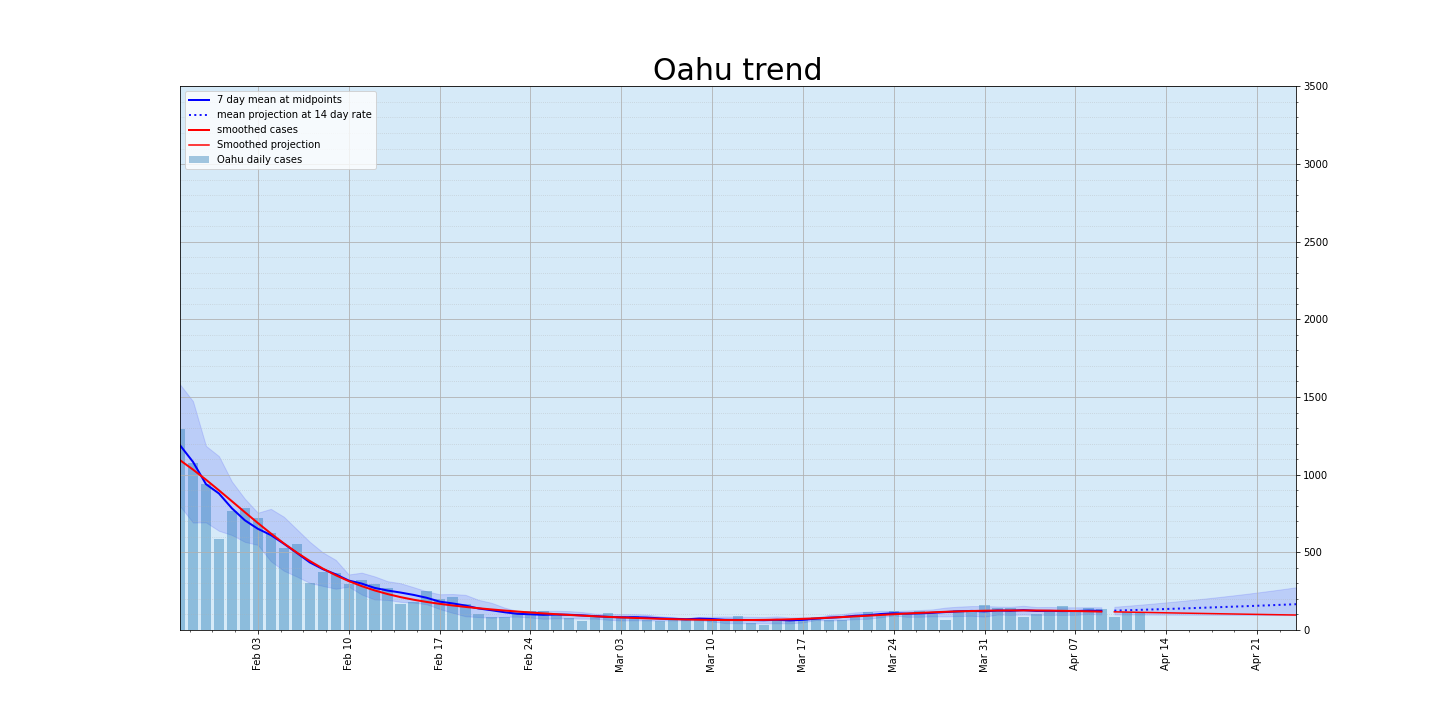 Oahu trend
7 day mean at midpoints
mean projection at 14 day rate
smoothed cases
Smoothed projection
Oahu daily cases
3500
3000
2500
2000
1500
1000
500
0
Feb 03
Feb 10
Feb 17
Feb 24
Mar 03
Mar 10
Mar 17
Mar 24
Mar 31
Apr 07
Apr 14
Apr 21